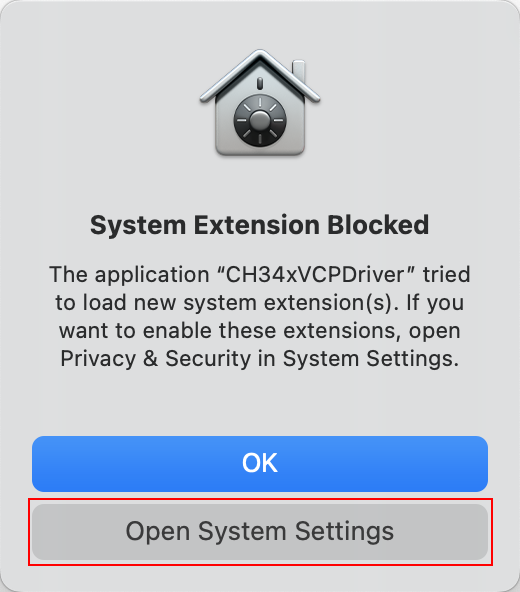 System Extension Blocked
The application “CH34xVCPDriver” tried
to load new system extension(s). If you
want to enable these extensions, open
Privacy & Security in System Settings.
OK
Open System Settings